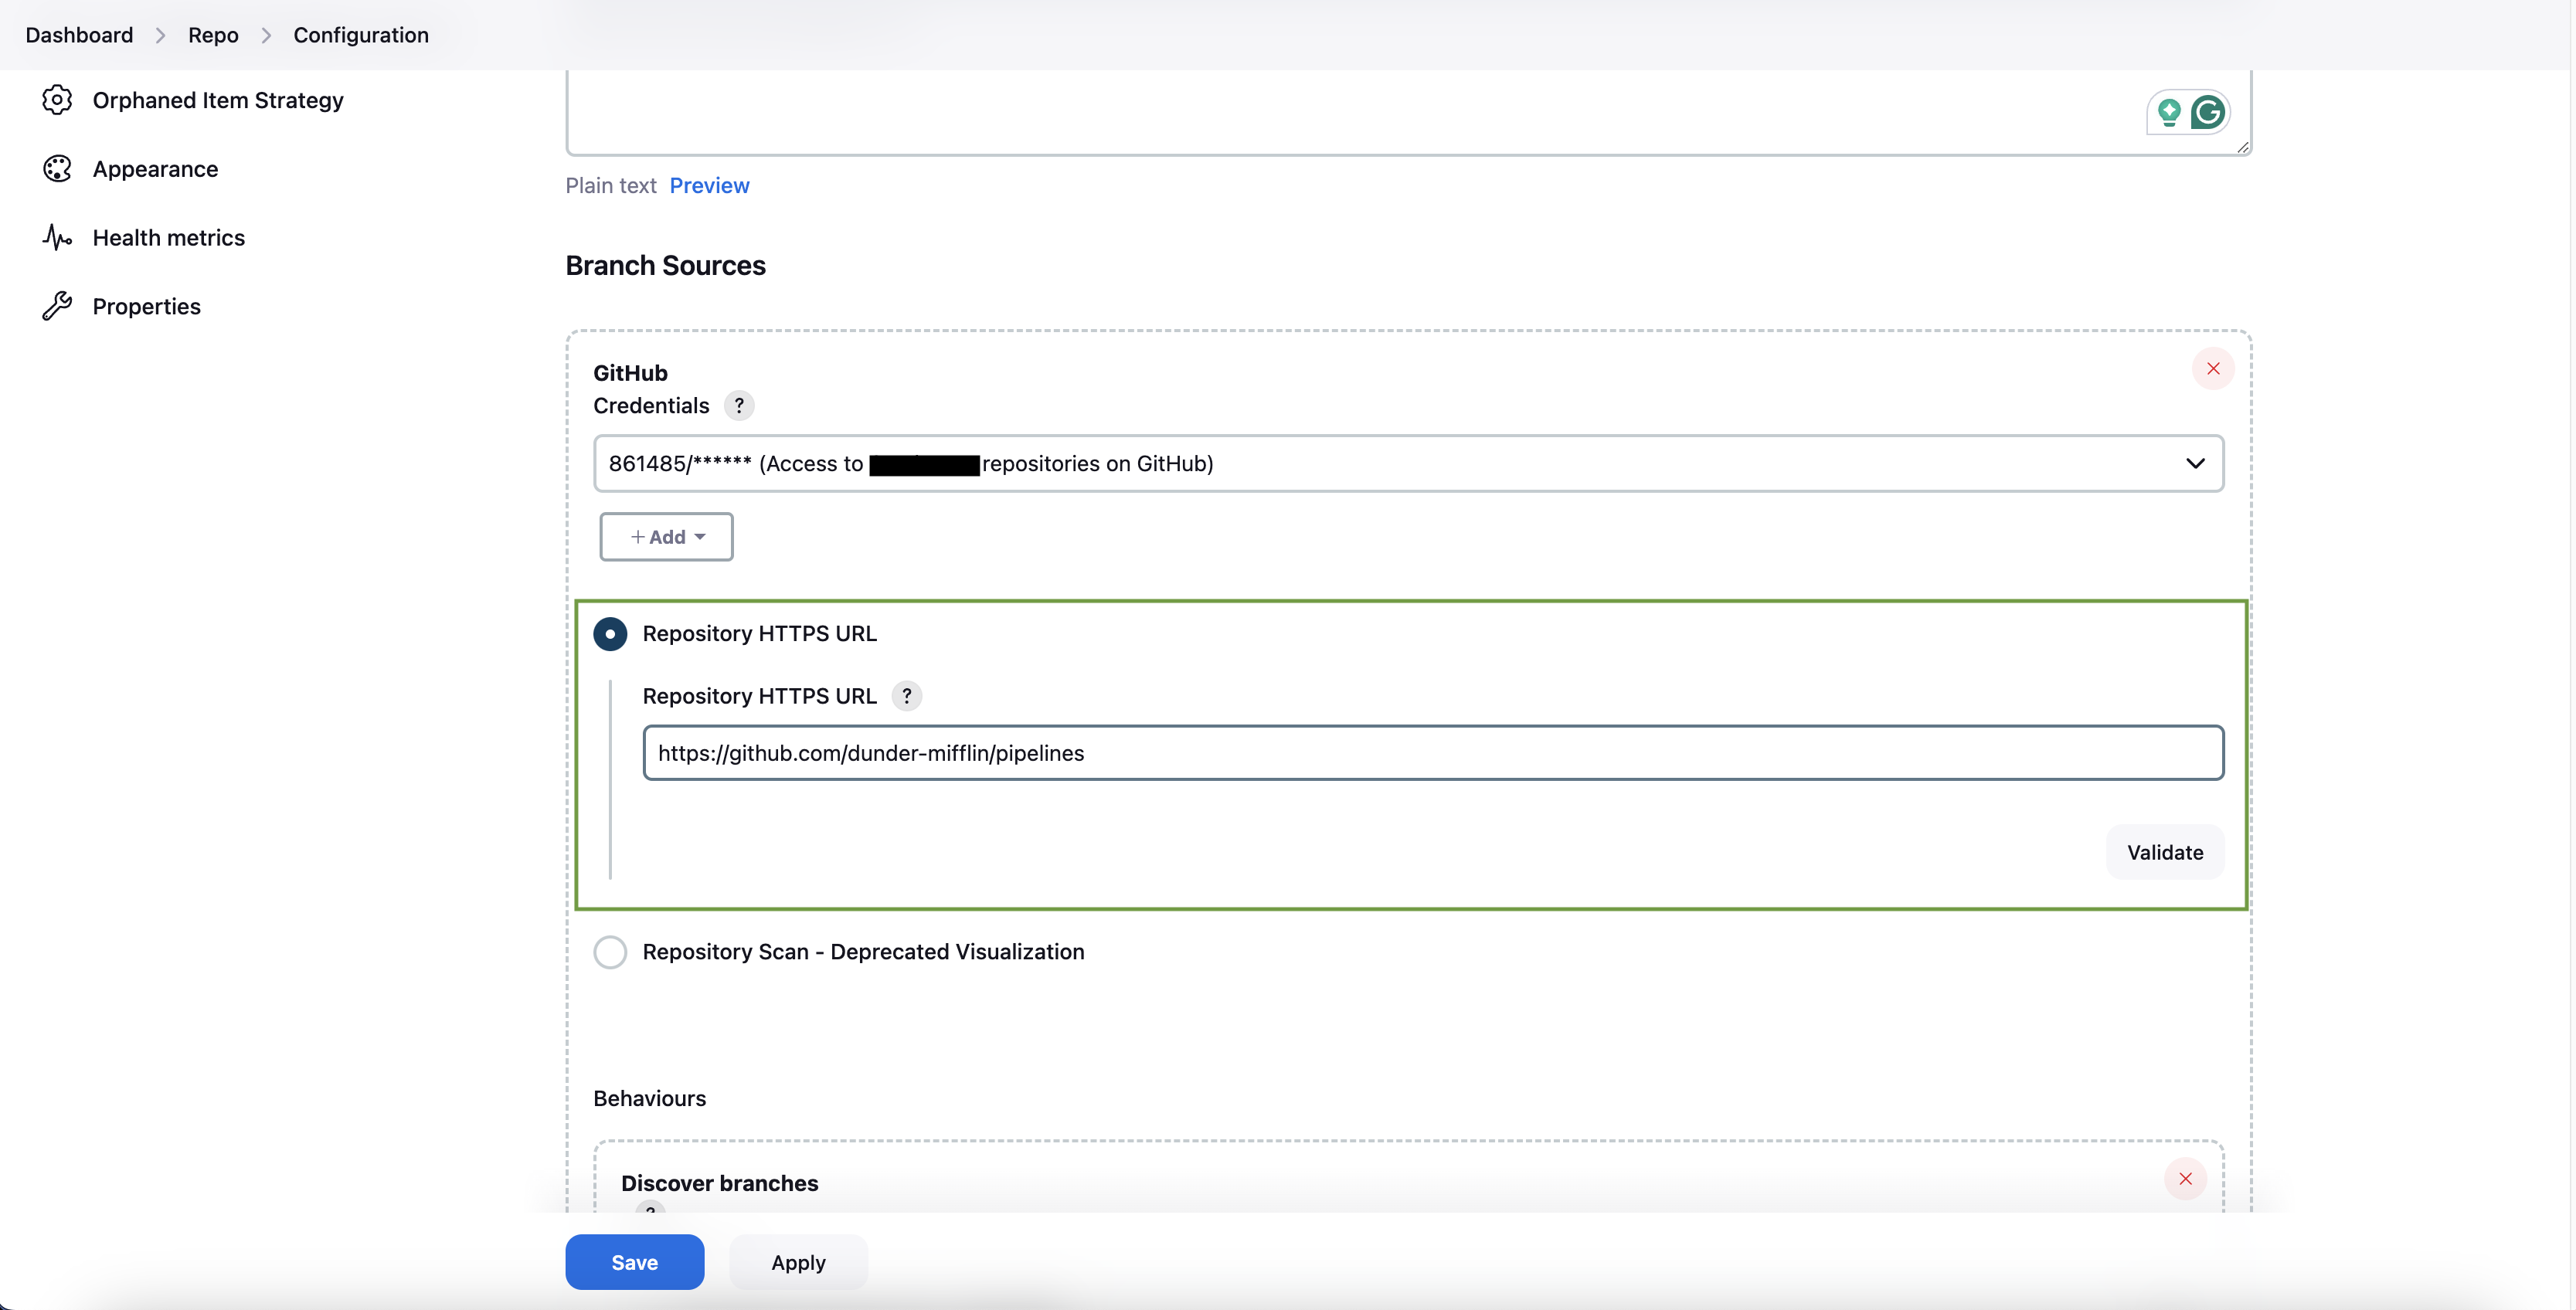 Dashboard > Repo > Configuration
Orphaned Item Strategy
Appearance
Health metrics
Properties
Plain text Preview
Branch Sources
GitHub
Credentials ?
861485/****** (Access to repositories on GitHub)
+ Add
Repository HTTPS URL
Repository HTTPS URL ?
https://github.com/dunder-mifflin/pipelines
Validate
Repository Scan - Deprecated Visualization
Behaviours
Discover branches
?
Save Apply